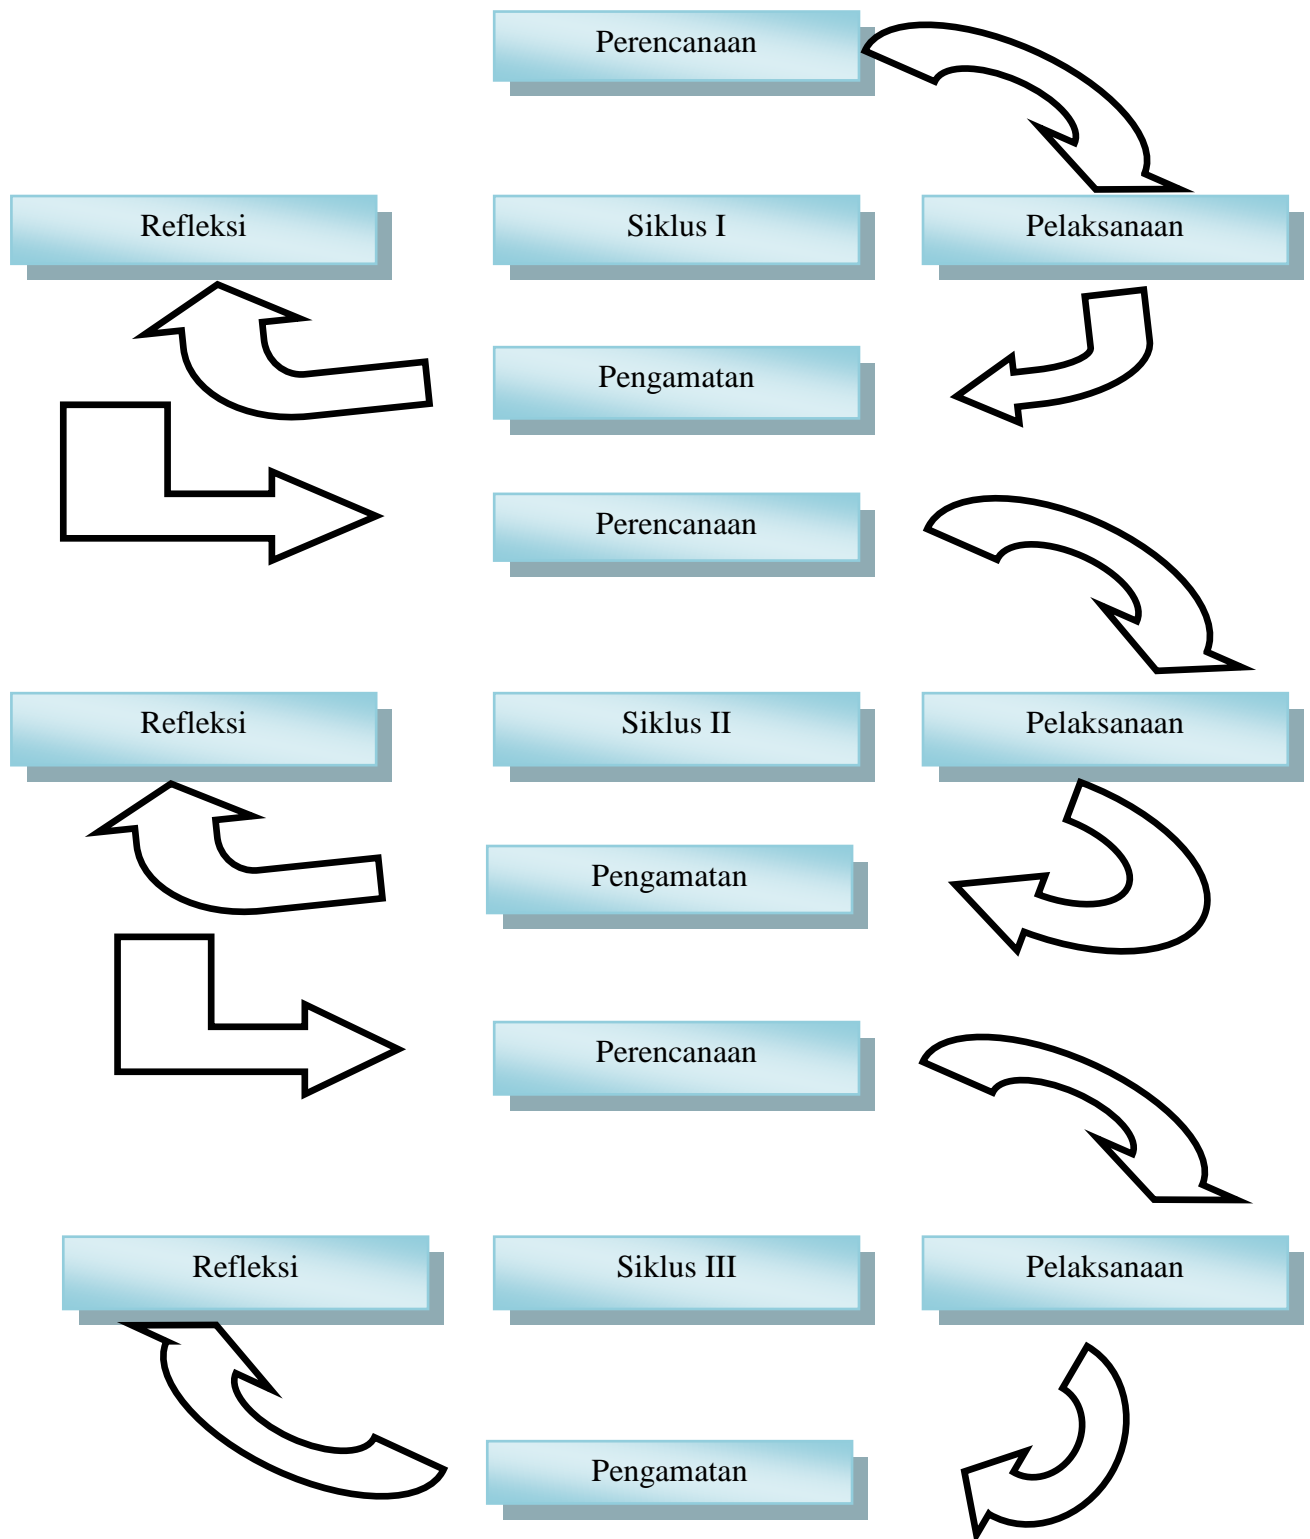 Perencanaan
Refleksi
Siklus I
Pelaksanaan
Pengamatan
Perencanaan
Refleksi
Siklus II
Pelaksanaan
Pengamatan
Perencanaan
Refleksi
Siklus III
Pelaksanaan
Pengamatan